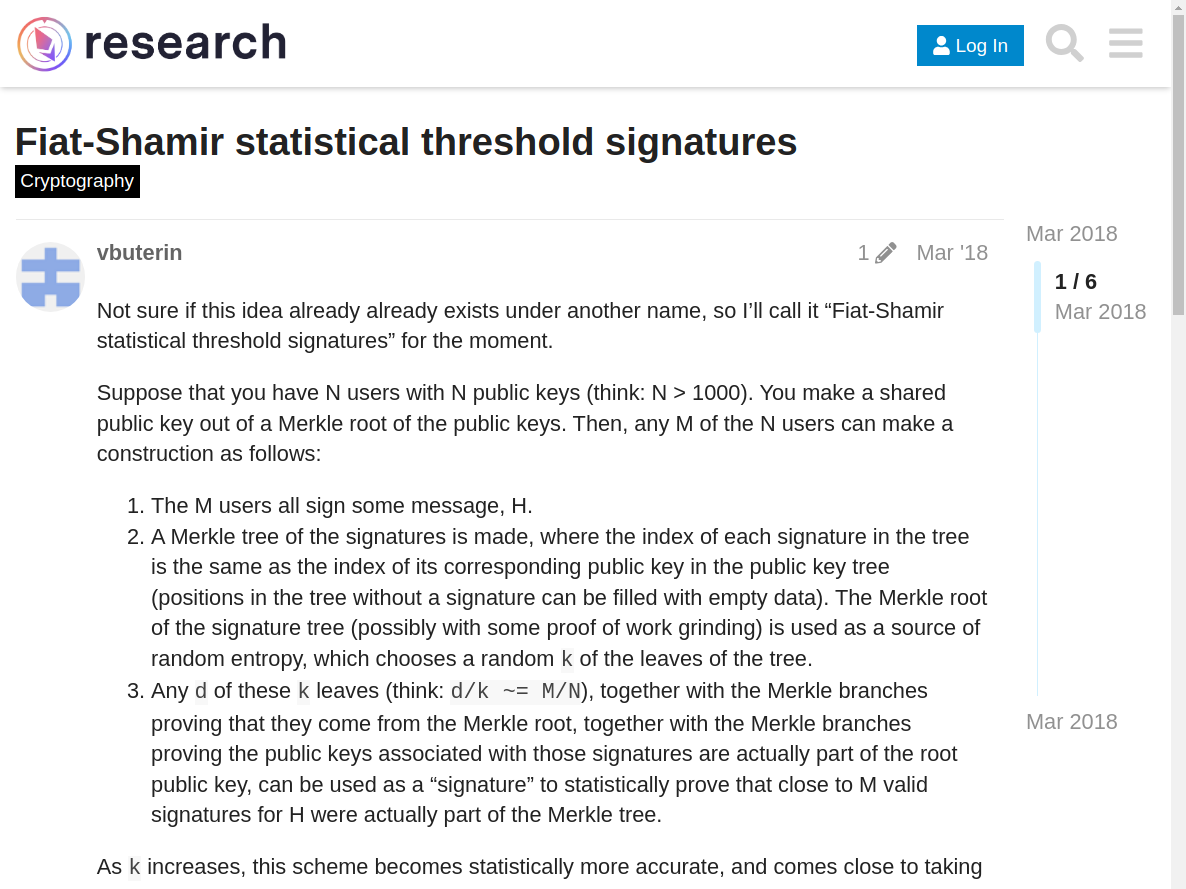 research
Log In
Fiat-Shamir statistical threshold signatures
Cryptography
Mar 2018
vbuterin
1
Mar '18
1 / 6
Mar 2018
Not sure if this idea already already exists under another name, so I’ll call it “Fiat-Shamir
statistical threshold signatures” for the moment.
Suppose that you have N users with N public keys (think: N > 1000). You make a shared
public key out of a Merkle root of the public keys. Then, any M of the N users can make a
construction as follows:
1. The M users all sign some message, H.
2. A Merkle tree of the signatures is made, where the index of each signature in the tree
is the same as the index of its corresponding public key in the public key tree
(positions in the tree without a signature can be filled with empty data). The Merkle root
of the signature tree (possibly with some proof of work grinding) is used as a source of
random entropy, which chooses a random k of the leaves of the tree.
3. Any d of these k leaves (think: d/k ~= M/N), together with the Merkle branches
proving that they come from the Merkle root, together with the Merkle branches
Mar 2018
proving the public keys associated with those signatures are actually part of the root
public key, can be used as a “signature” to statistically prove that close to M valid
signatures for H were actually part of the Merkle tree.
As k increases, this scheme becomes statistically more accurate, and comes close to taking